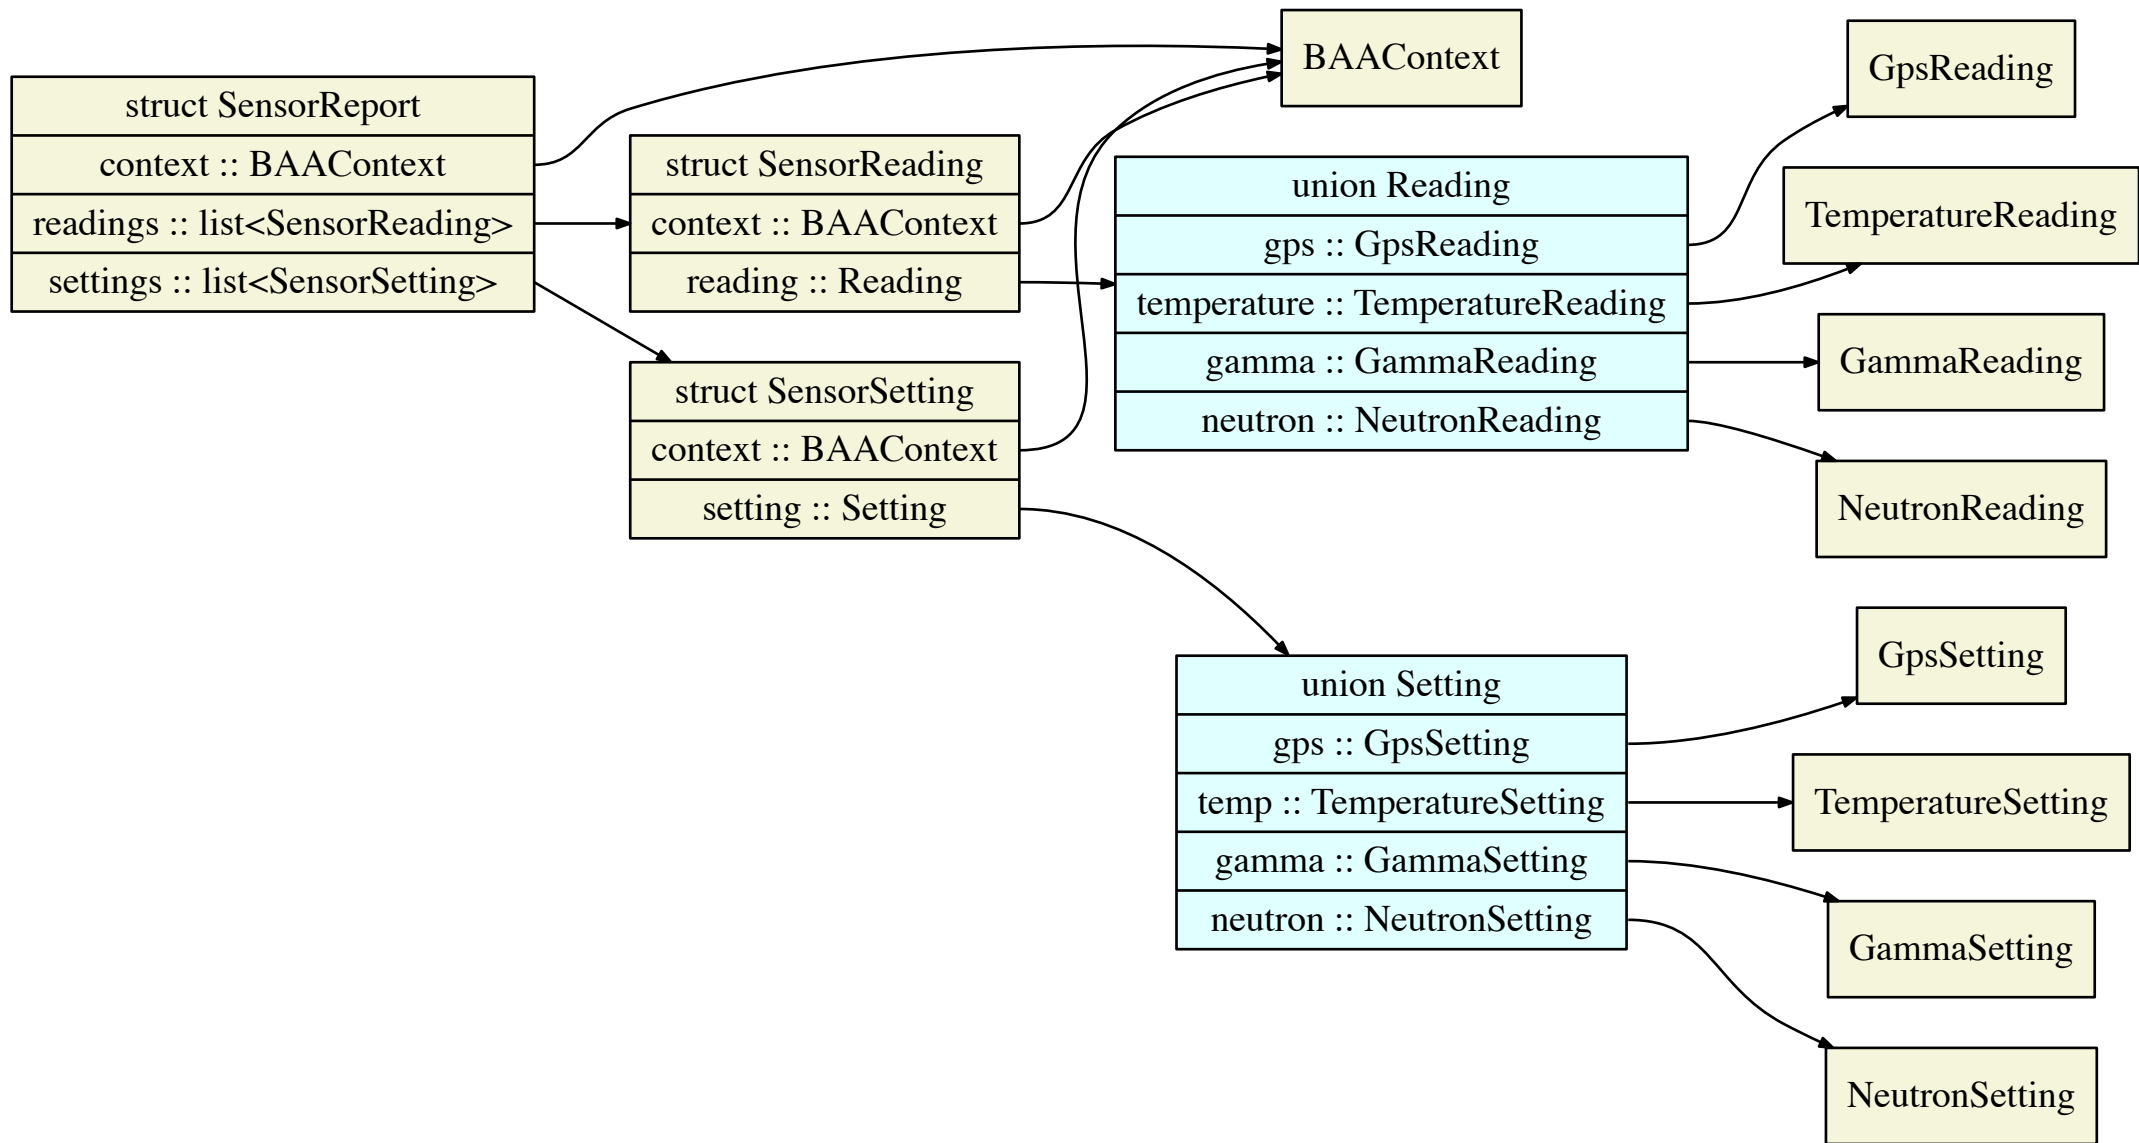 struct SensorReport
context :: BAAContext
readings :: list<SensorReading>
settings :: list<SensorSetting>
struct SensorReading
context :: BAAContext
reading :: Reading
struct SensorSetting
context :: BAAContext
setting :: Setting
BAAContext
union Reading
gps :: GpsReading
temperature :: TemperatureReading
gamma :: GammaReading
neutron :: NeutronReading
union Setting
gps :: GpsSetting
temp :: TemperatureSetting
gamma :: GammaSetting
neutron :: NeutronSetting
GpsReading
TemperatureReading
GammaReading
NeutronReading
GpsSetting
TemperatureSetting
GammaSetting
NeutronSetting